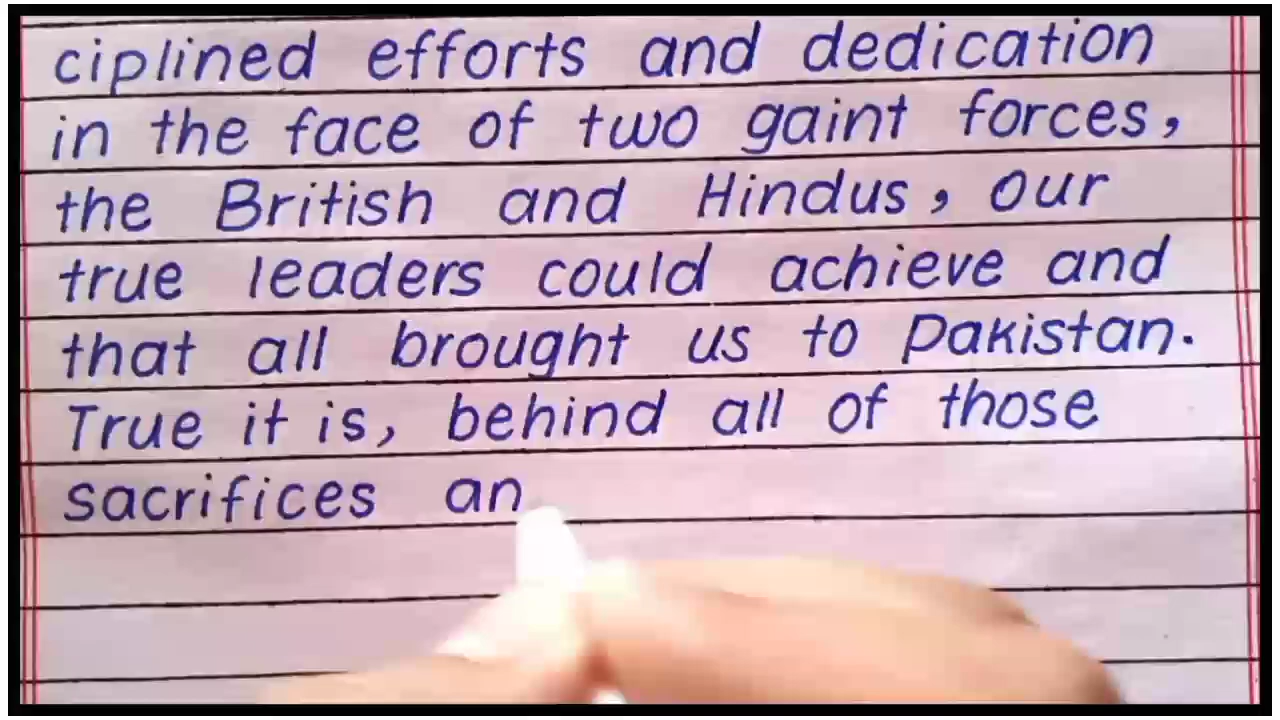 ciplined efforts and dedication
in the face of two gaint forces,
the British and Hindus, our
true leaders could achieve and
that all brought us to Pakistan.
True it is, behind all of those
sacrifices an